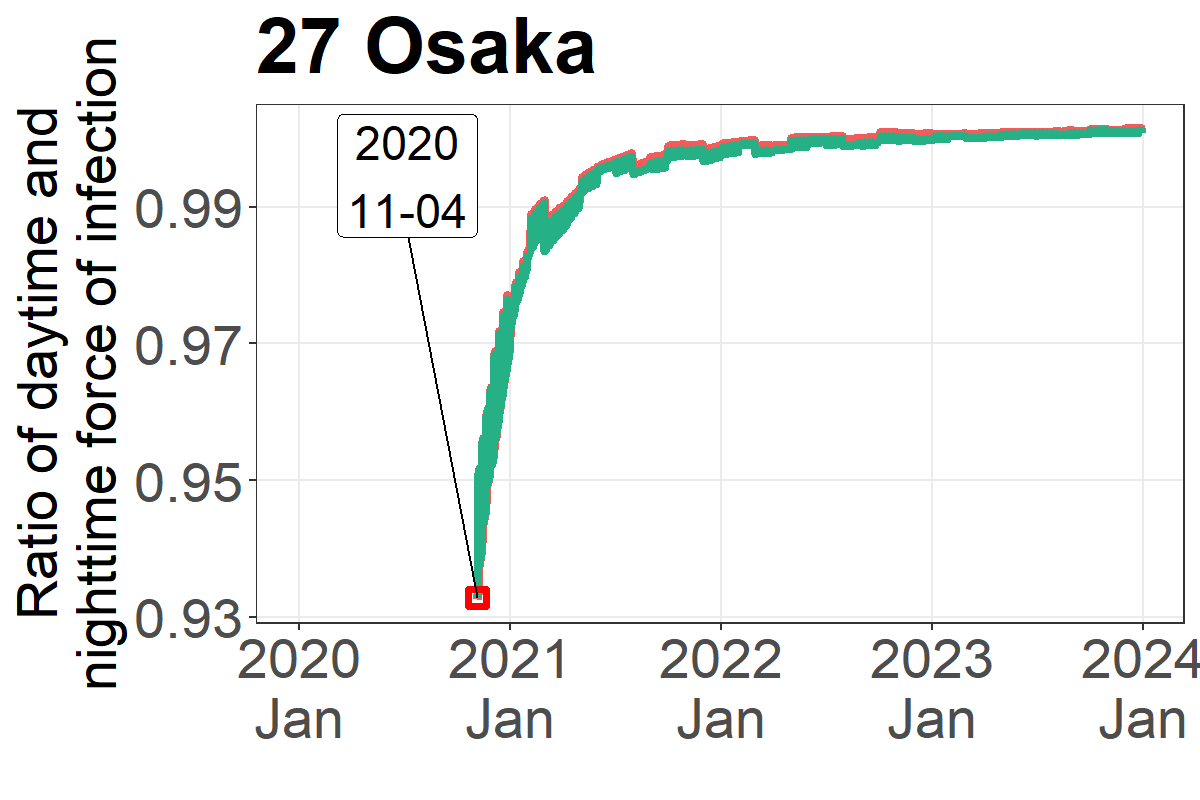 27 Osaka
Ratio of daytime and
nighttime force of infection
2020
11-04
0.99
0.97
0.95
0.93
2020
Jan
2021
Jan
2022
Jan
2023
Jan
2024
Jan